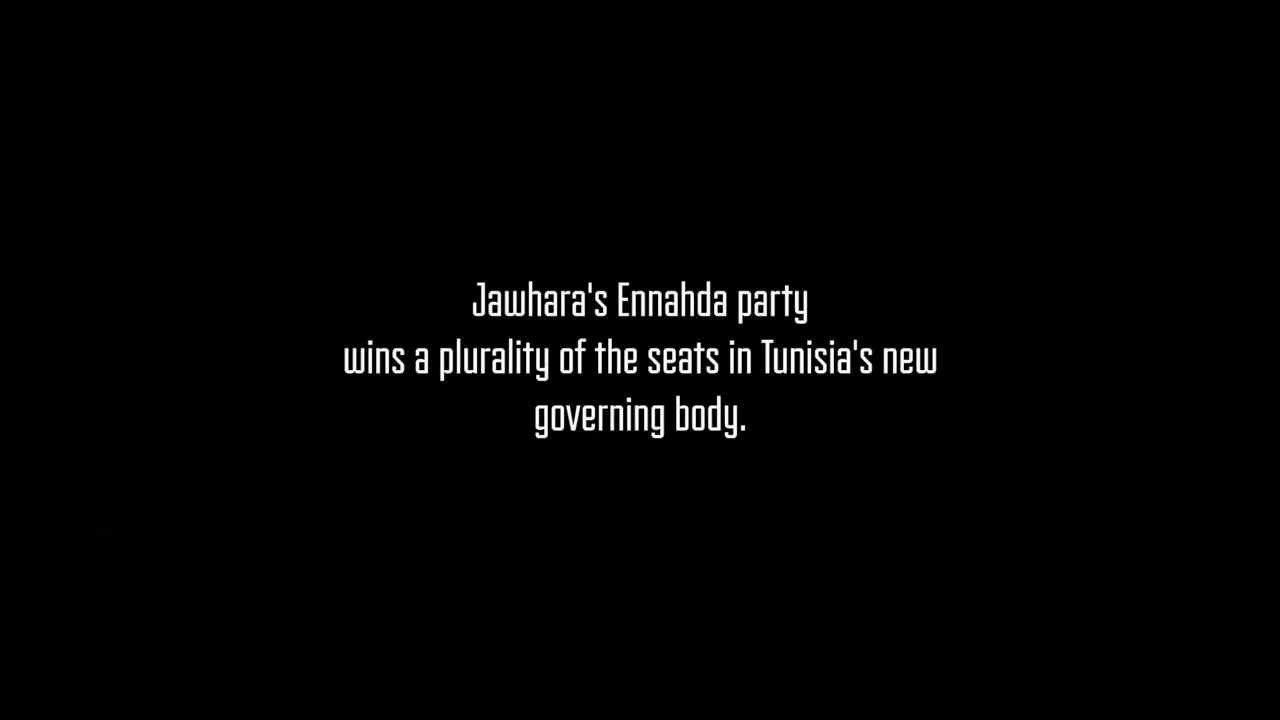 Jawhara's Ennahda party
wins a plurality of the seats in Tunisia's new
governing body.